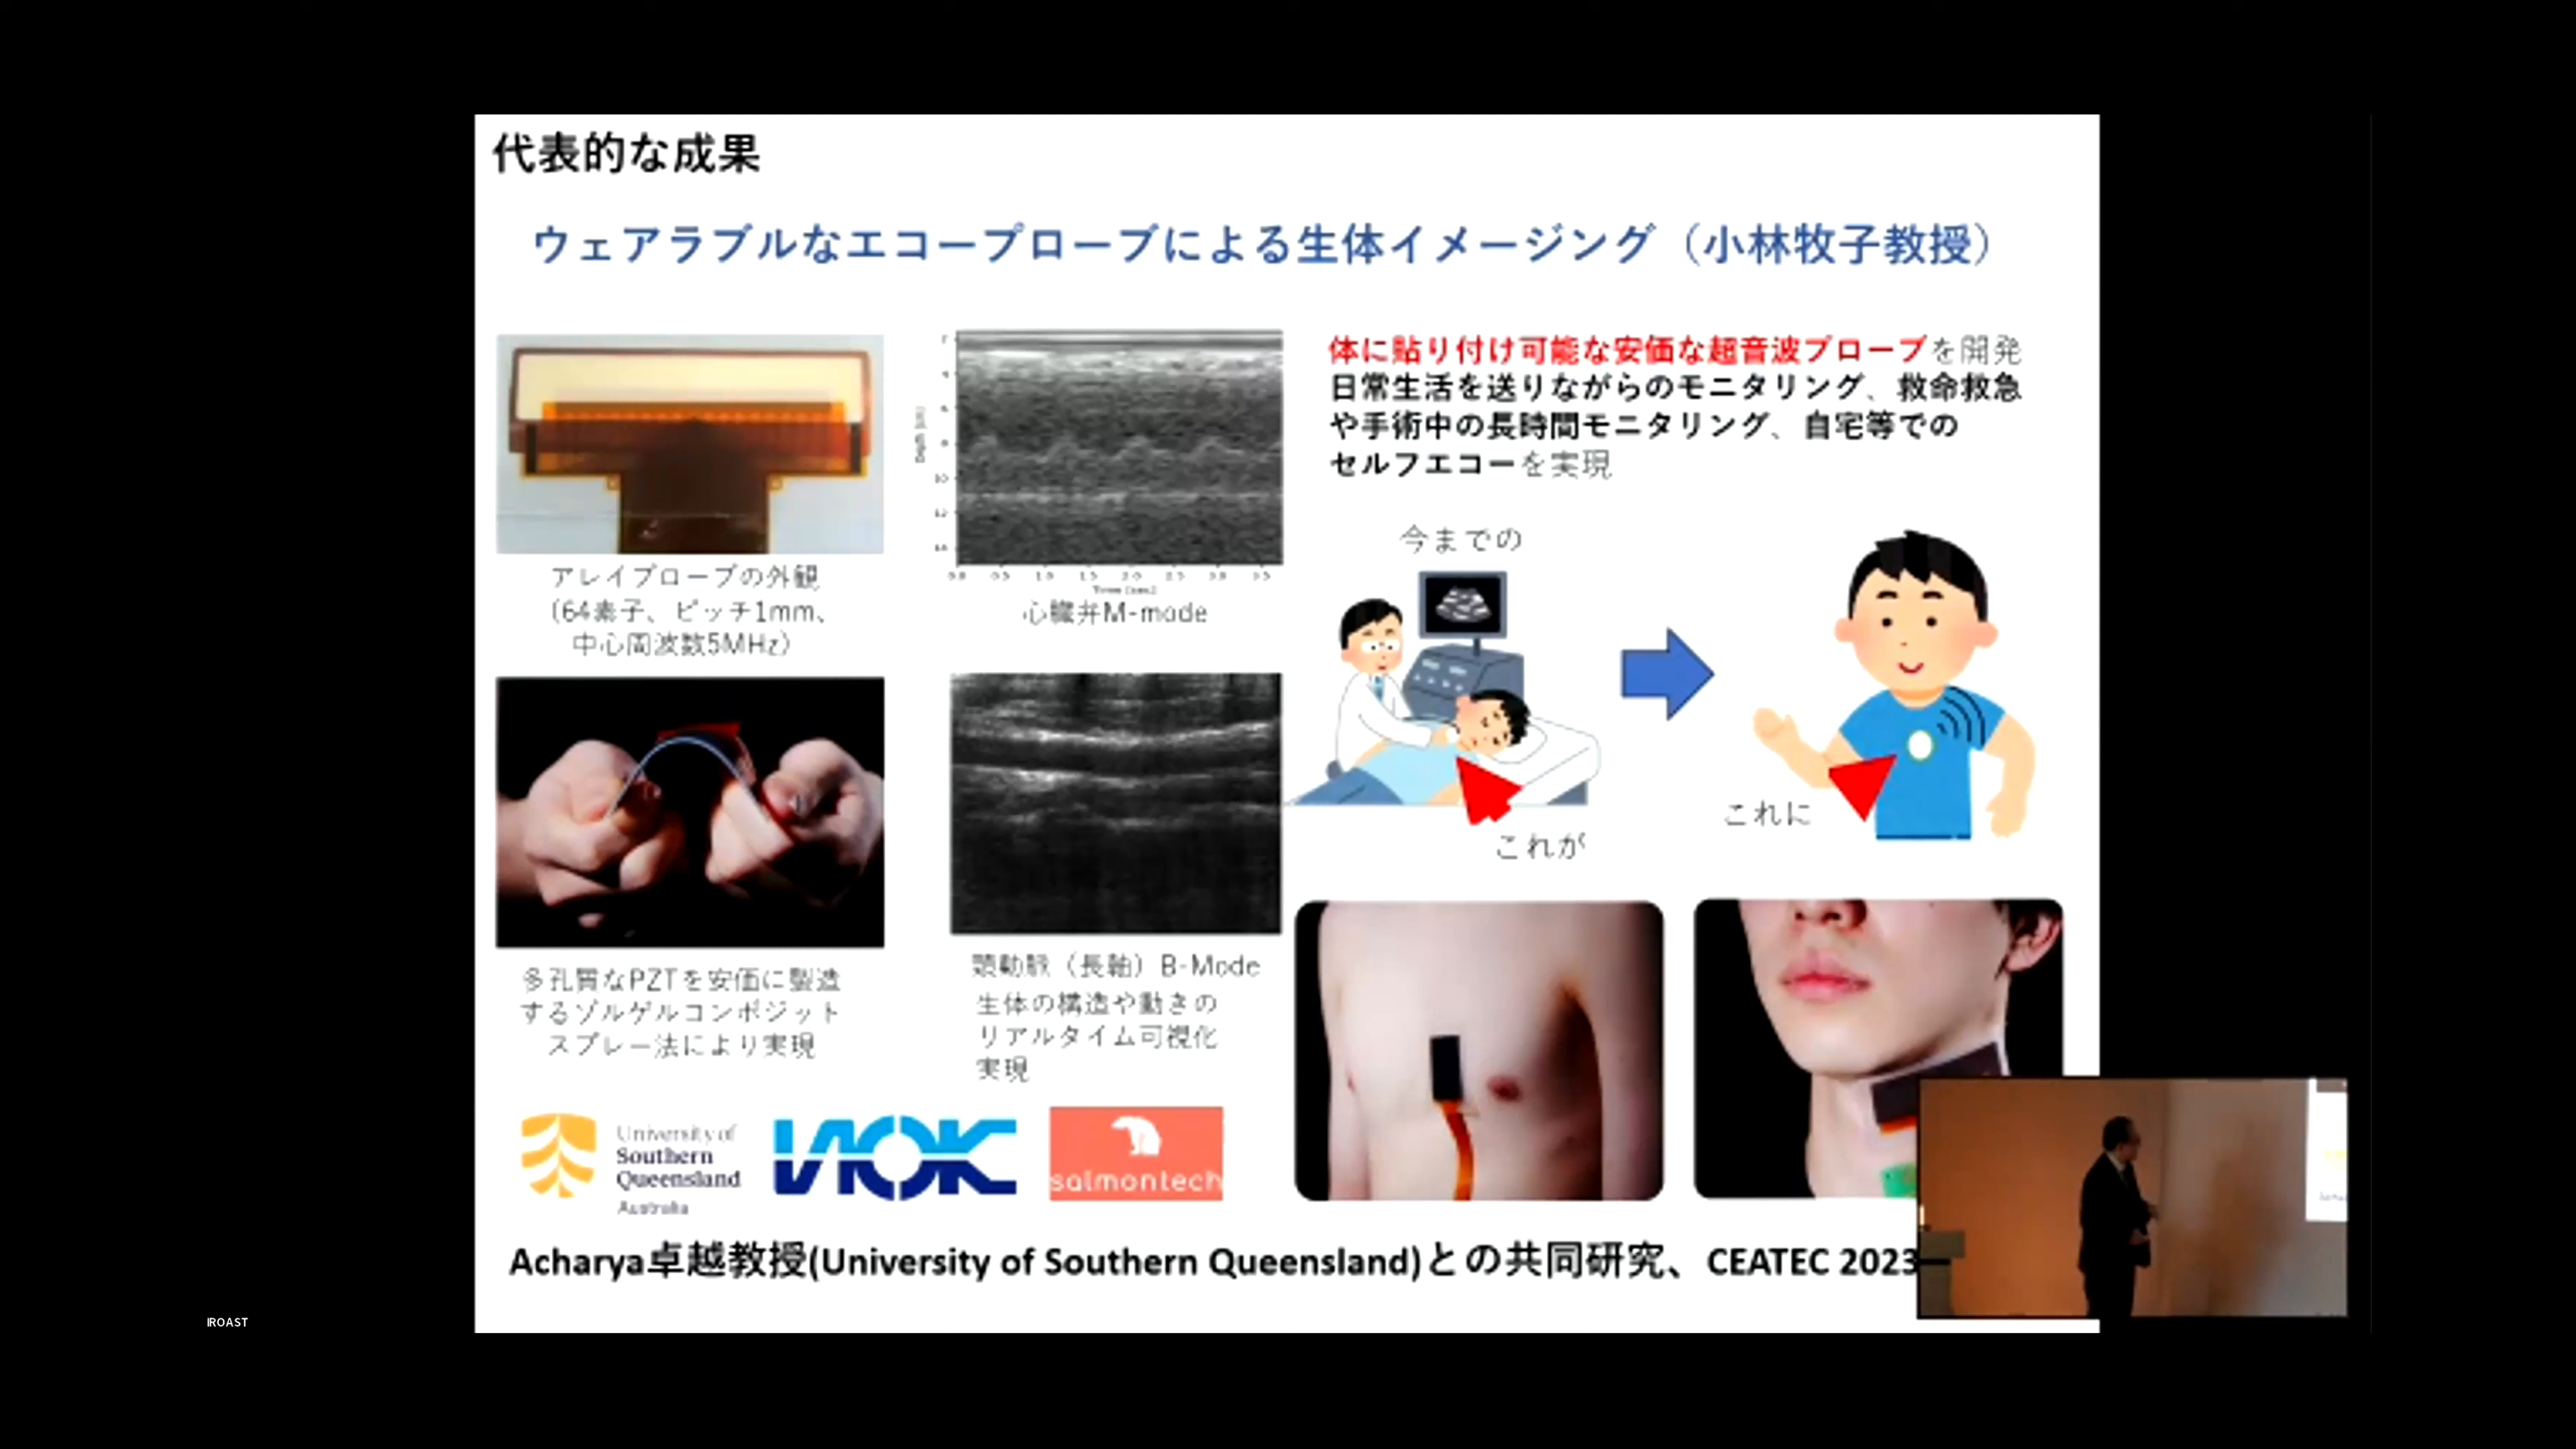 代表的な成果
ウェアラブルなエコープローブによる生体イメージング（小林牧子教授）
アレイプローブの外観
（64素子、ピッチ1mm、
中心周波数5MHz）
心臓弁M-mode
体に貼り付け可能な安価な超音波プローブを開発
日常生活を送りながらのモニタリング、救命救急
や手術中の長時間モニタリング、自宅等での
セルフエコーを実現
今までの
これが
これに
多孔質なPZTを安価に製造
するゾルゲルコンポジット
スプレー法により実現
頸動脈（長軸）B-Mode
生体の構造や動きの
リアルタイム可視化
実現
University of
Southern
Queensland
Australia
NOK
salmontech
Acharya卓越教授(University of Southern Queensland)との共同研究、CEATEC 2023
IROAST